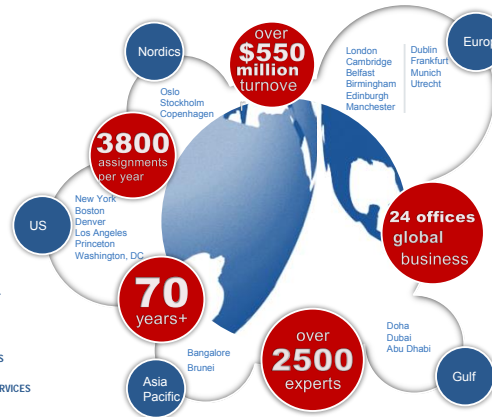 Nordics
over
$550
million
turnove
Europ
London
Cambridge
Belfast
Birmingham
Edinburgh
Manchester
Dublin
Frankfurt
Munich
Utrecht
Oslo
Stockholm
Copenhagen
3800
assignments
per year
US
New York
Boston
Denver
Los Angeles
Princeton
Washington, DC
24 offices
global
business
70
years+
over
2500
experts
Bangalore
Brunei
Asia
Pacific
Doha
Dubai
Abu Dhabi
Gulf
S
RVICES